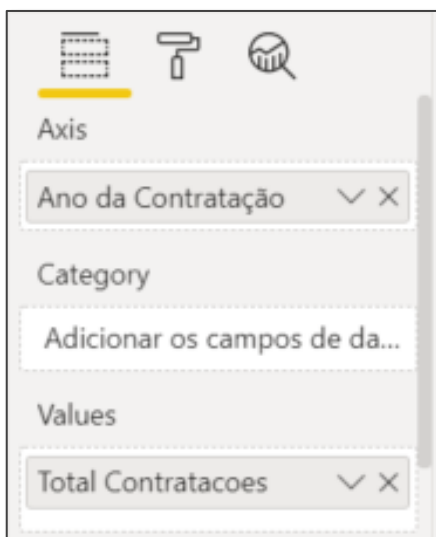 Axis
Ano da Contratação
Category
Adicionar os campos de da...
Values
Total Contratacoes